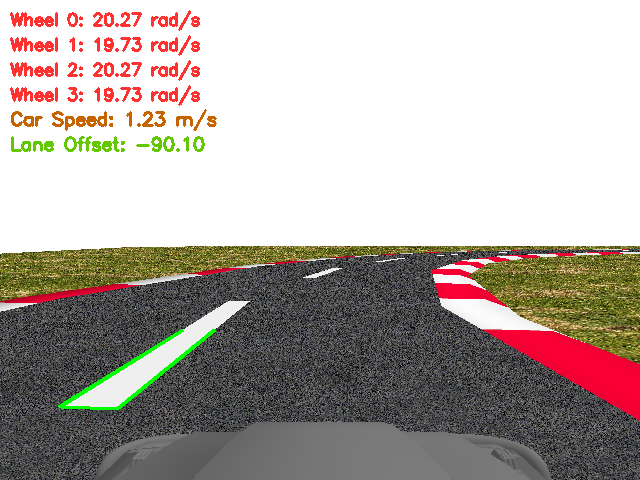 Wheel 0: 20.27 rad/s
Wheel 1: 19.73 rad/s
Wheel 2: 20.27 rad/s
Wheel 3: 19.73 rad/s
Car Speed: 1.23 m/s
Lane Offset: -90.10